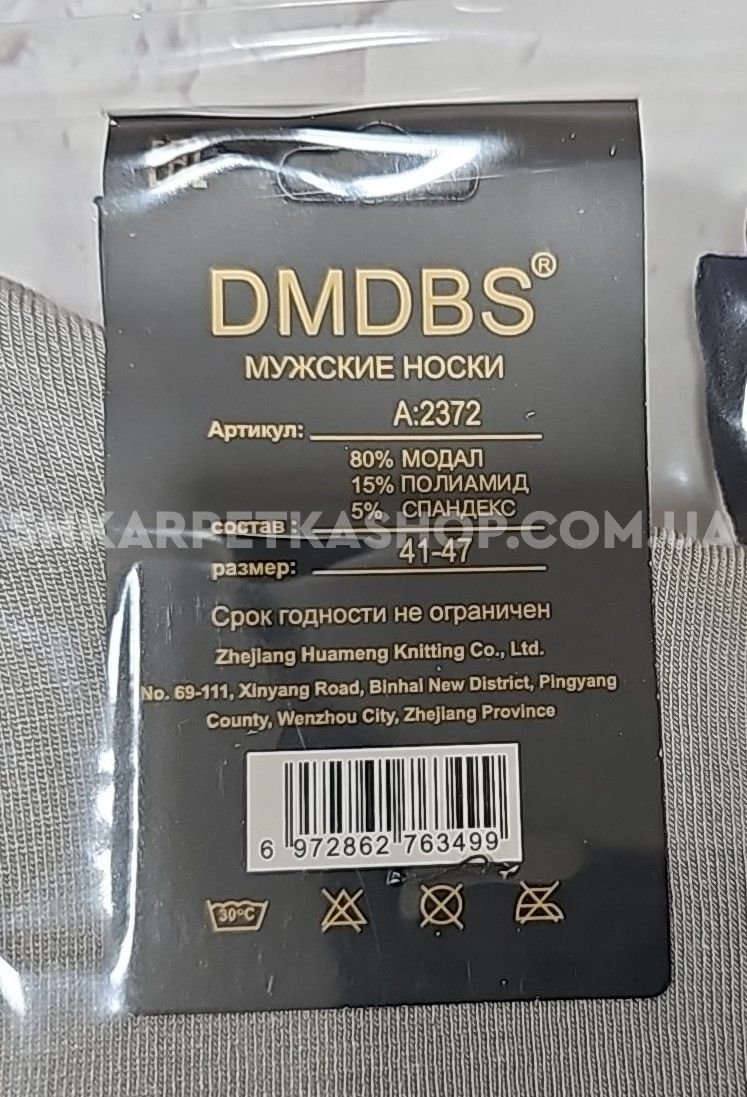 DMDBS®
МУЖСКИЕ НОСКИ
Артикул: A:2372
80% МОДАЛ
15% ПОЛИАМИД
5% СПАНДЕКС
состав :
SHKARPETKASHOP.COM.UA
размер: 41-47
Срок годности не ограничен
Zhejiang Huameng Knitting Co., Ltd.
No. 69-111, Xinyang Road, Binhai New District, Pingyang
County, Wenzhou City, Zhejiang Province
6 972862 763499
30°C